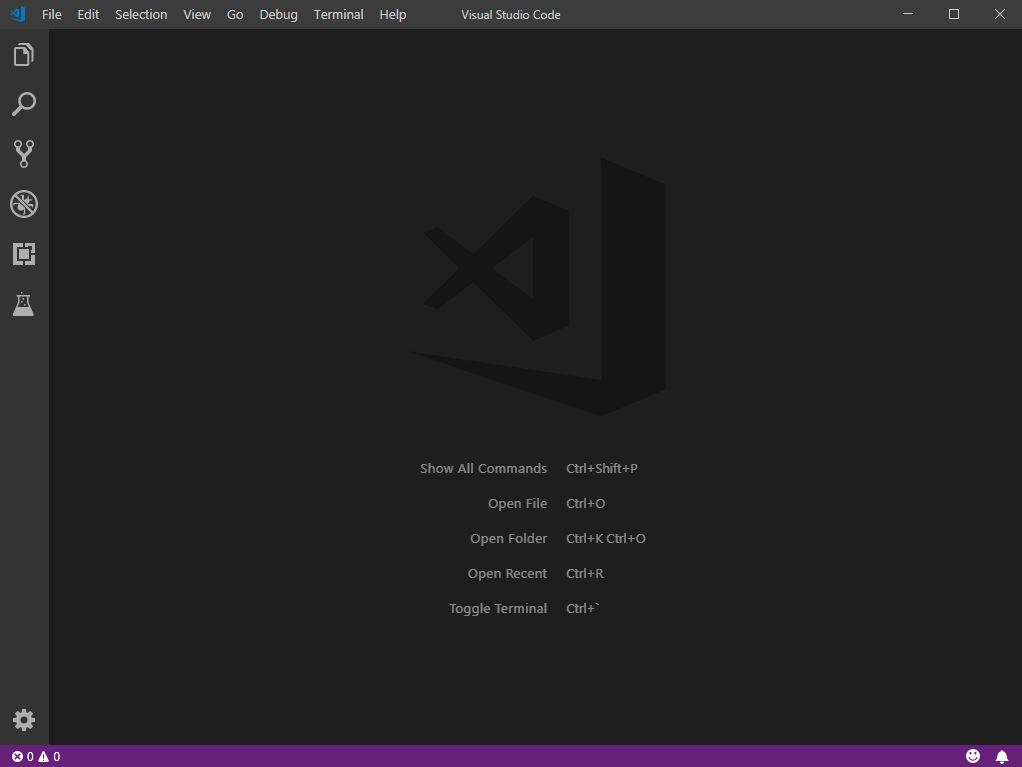 File Edit Selection View Go Debug Terminal Help Visual Studio Code
Show All Commands Ctrl+Shift+P
Open File Ctrl+O
Open Folder Ctrl+K Ctrl+O
Open Recent Ctrl+R
Toggle Terminal Ctrl+`
0 0